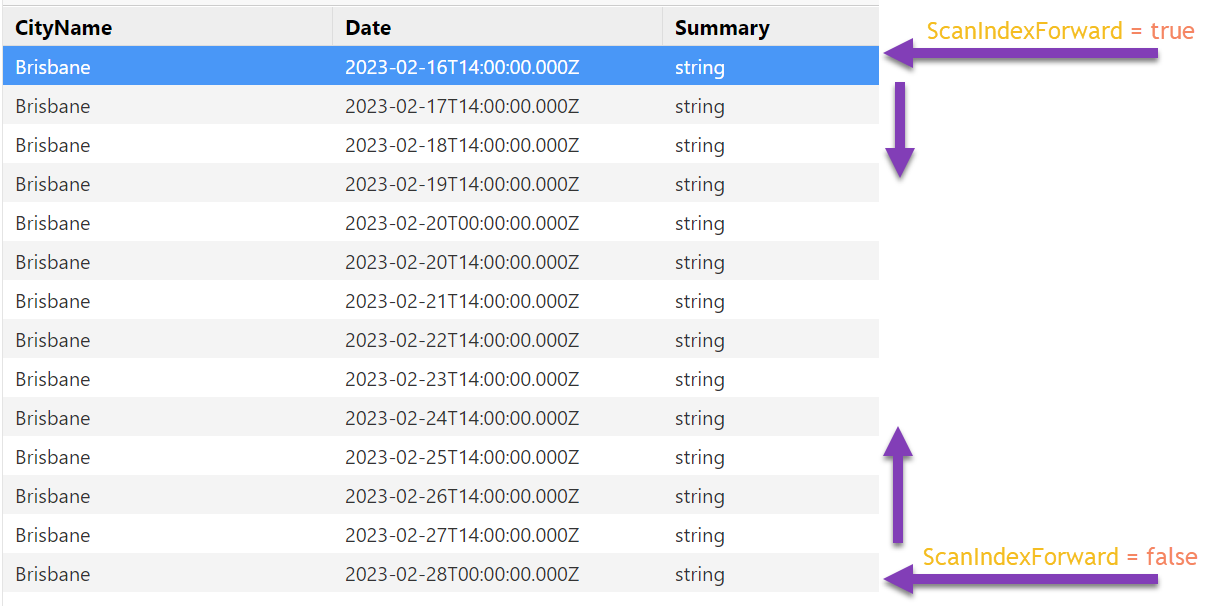 CityName Date Summary
ScanIndexForward = true
Brisbane 2023-02-16T14:00:00.000Z string
Brisbane 2023-02-17T14:00:00.000Z string
Brisbane 2023-02-18T14:00:00.000Z string
Brisbane 2023-02-19T14:00:00.000Z string
Brisbane 2023-02-20T00:00:00.000Z string
Brisbane 2023-02-20T14:00:00.000Z string
Brisbane 2023-02-21T14:00:00.000Z string
Brisbane 2023-02-22T14:00:00.000Z string
Brisbane 2023-02-23T14:00:00.000Z string
Brisbane 2023-02-24T14:00:00.000Z string
Brisbane 2023-02-25T14:00:00.000Z string
Brisbane 2023-02-26T14:00:00.000Z string
Brisbane 2023-02-27T14:00:00.000Z string
ScanIndexForward = false
Brisbane 2023-02-28T00:00:00.000Z string